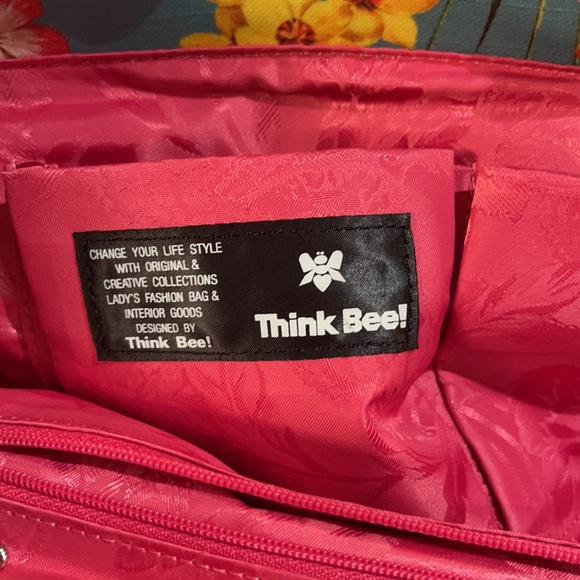 CHANGE YOUR LIFE STYLE
WITH ORIGINAL &
CREATIVE COLLECTIONS
LADY'S FASHION BAG &
INTERIOR GOODS
DESIGNED BY
Think Bee!
Think Bee!